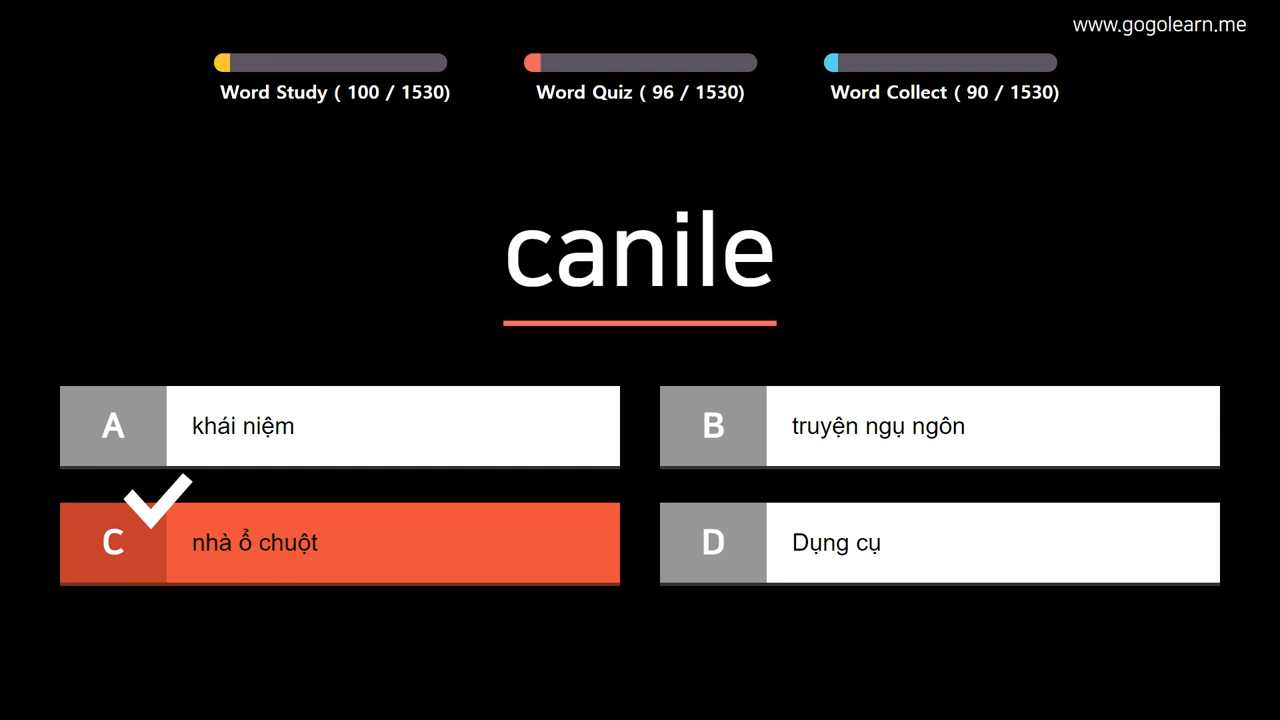 www.gogolearn.me
Word Study ( 100 / 1530)
Word Quiz ( 96 / 1530)
Word Collect ( 90 / 1530)
canile
A khái niệm
B truyện ngụ ngôn
C nhà ổ chuột
D Dụng cụ